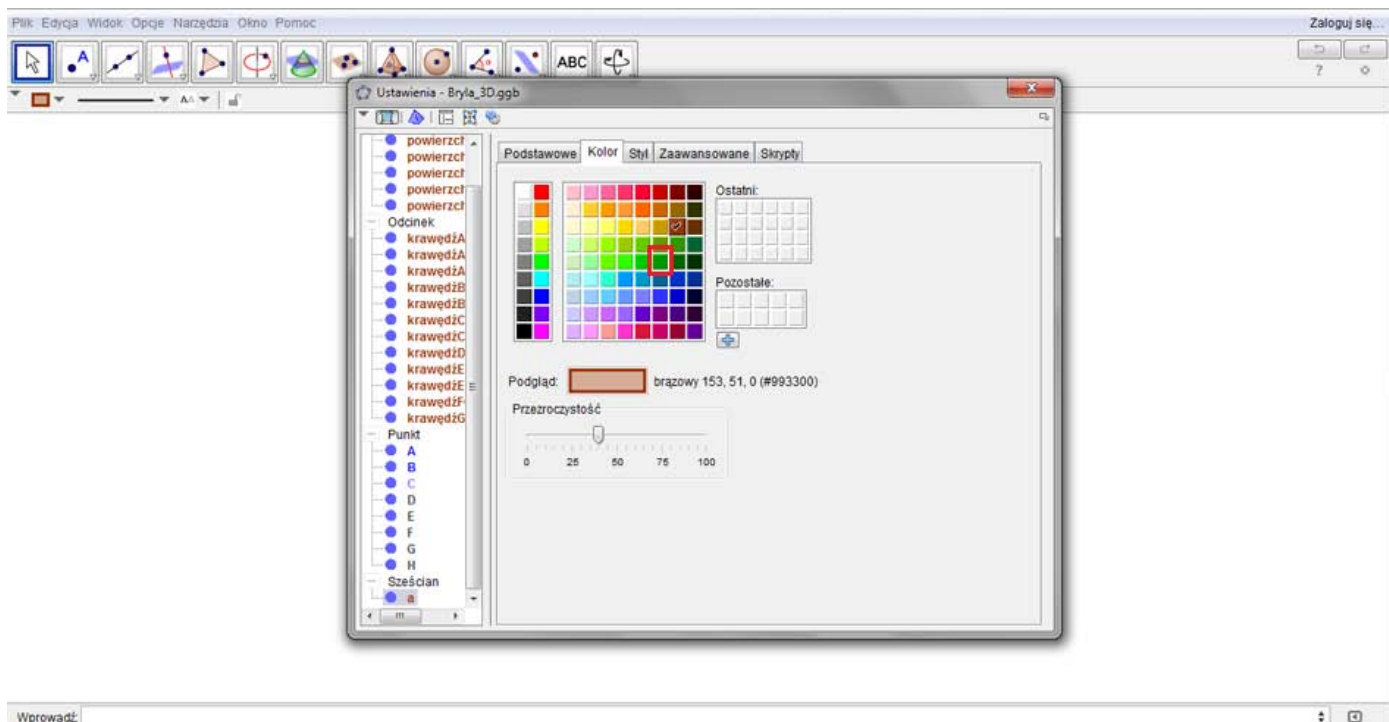 Plik Edycja Widok Opcje Narzędzia Okno Pomoc
Zaloguj się...
A
ABC
?
Ustawienia - Bryla_3D.ggb
AA
Podstawowe Kolor Styl Zaawansowane Skrypty
powierzch
powierzch
powierzch
powierzch
powierzch
Odcinek
krawędźA
krawędźA
krawędźA
krawędźB
krawędźB
krawędźC
krawędźC
krawędźD
krawędźE
krawędźE
krawędźF
krawędźG
Punkt
A
B
C
D
E
F
G
H
Sześcian
a
Ostatni:
Pozostałe:
Podgląd: brązowy 153, 51, 0 (#993300)
Przezroczystość
0 25 50 75 100
Wprowadź: